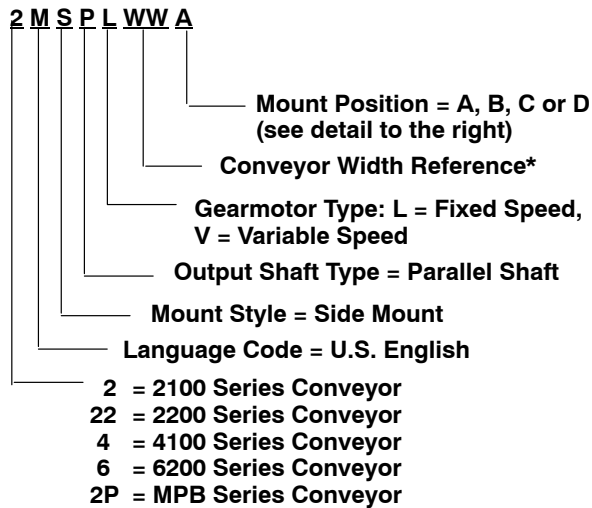 2 M S P L WW A
Mount Position = A, B, C or D
(see detail to the right)
Conveyor Width Reference*
Gearmotor Type: L = Fixed Speed,
V = Variable Speed
Output Shaft Type = Parallel Shaft
Mount Style = Side Mount
Language Code = U.S. English
2 = 2100 Series Conveyor
22 = 2200 Series Conveyor
4 = 4100 Series Conveyor
6 = 6200 Series Conveyor
2P = MPB Series Conveyor